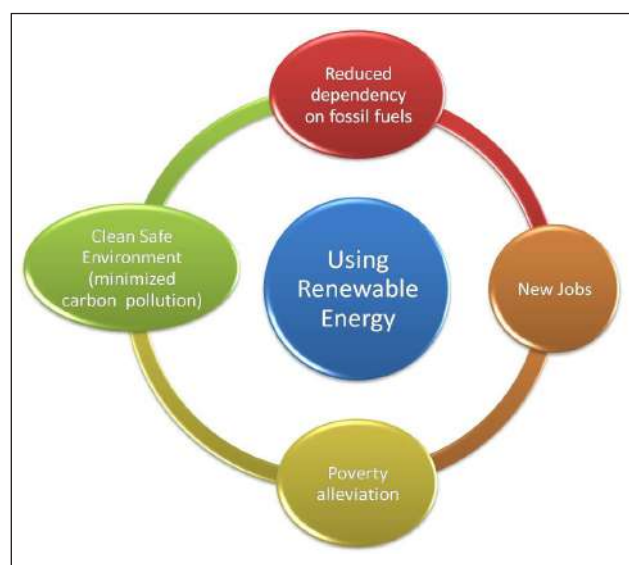 Reduced
dependency
on fossil fuels
Clean Safe
Environment
(minimized
carbon pollution)
Using
Renewable
Energy
New Jobs
Poverty
alleviation